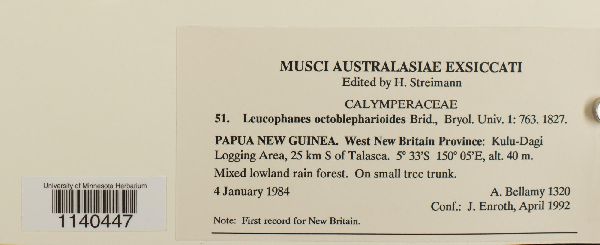 MUSCI AUSTRALASIAE EXSICCATI
Edited by H. Streimann
CALYMPERACEAE
51. Leucophanes octoblepharioides Brid., Bryol. Univ. 1: 763. 1827.
PAPUA NEW GUINEA. West New Britain Province: Kulu-Dagi
Logging Area, 25 km S of Talasca. 5° 33'S 150° 05'E, alt. 40 m.
Mixed lowland rain forest. On small tree trunk.
4 January 1984 A. Bellamy 1320
Conf.: J. Enroth, April 1992
Note: First record for New Britain.
University of Minnesota Herbarium
1140447